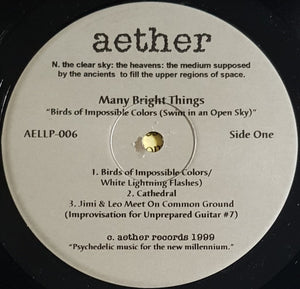 aether
N. the clear sky: the heavens: the medium supposed
by the ancients to fill the upper regions of space.
Many Bright Things
"Birds of Impossible Colors (Swim in an Open Sky)"
AELLP-006 Side One
1. Birds of Impossible Colors/
White Lightning Flashes)
2. Cathedral
3. Jimi & Leo Meet On Common Ground
(Improvisation for Unprepared Guitar #7)
c. aether records 1999
"Psychedelic music for the new millennium."